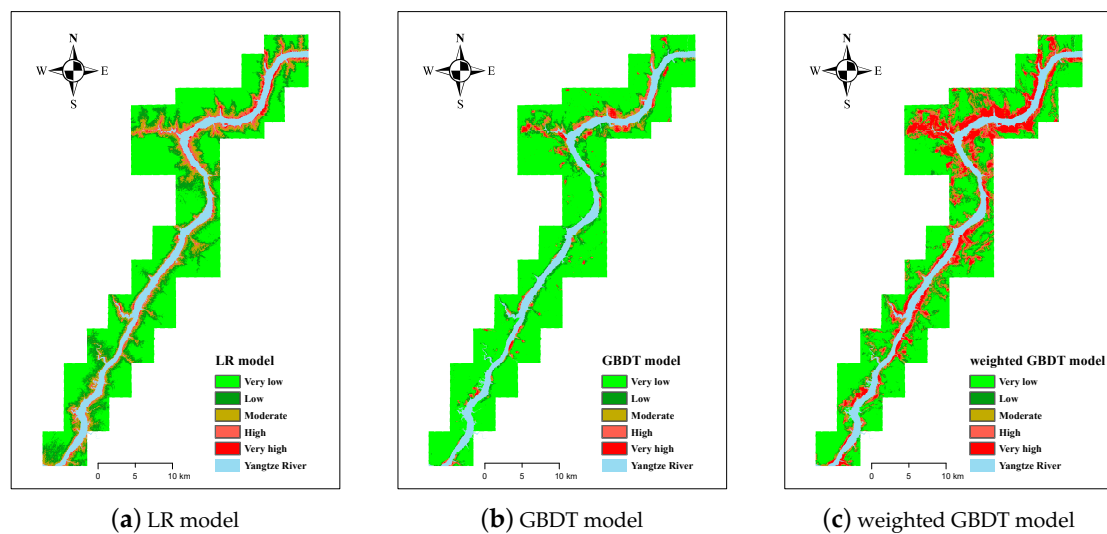 N
W E
S
LR model
Very low
Low
Moderate
High
Very high
Yangtze River
0 5 10 km
(a) LR model
N
W E
S
GBDT model
Very low
Low
Moderate
High
Very high
Yangtze River
0 5 10 km
(b) GBDT model
N
W E
S
weighted GBDT model
Very low
Low
Moderate
High
Very high
Yangtze River
0 5 10 km
(c) weighted GBDT model